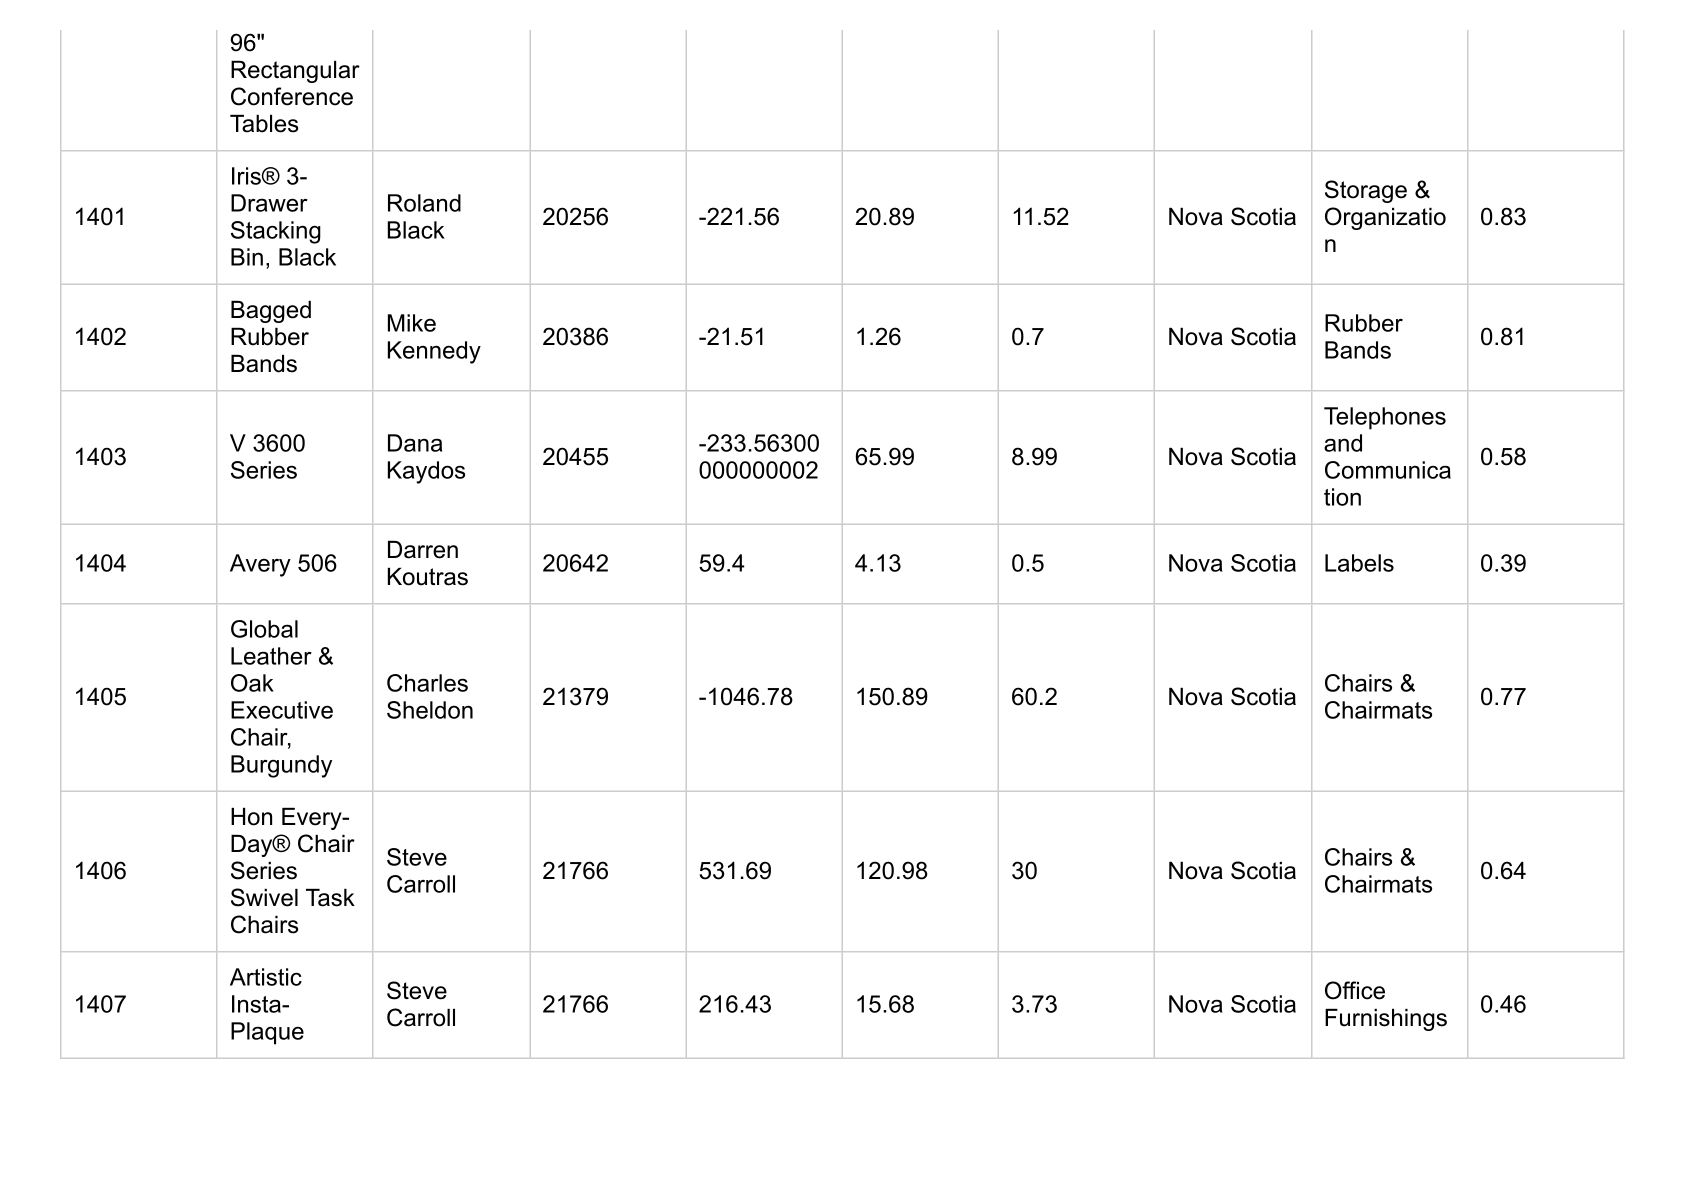 96"
Rectangular
Conference
Tables
1401
Iris® 3-
Drawer
Stacking
Bin, Black
Roland
Black
20256
-221.56
20.89
11.52
Nova Scotia
Storage &
Organizatio
n
0.83
1402
Bagged
Rubber
Bands
Mike
Kennedy
20386
-21.51
1.26
0.7
Nova Scotia
Rubber
Bands
0.81
1403
V 3600
Series
Dana
Kaydos
20455
-233.56300
000000002
65.99
8.99
Nova Scotia
Telephones
and
Communica
tion
0.58
1404
Avery 506
Darren
Koutras
20642
59.4
4.13
0.5
Nova Scotia
Labels
0.39
1405
Global
Leather &
Oak
Executive
Chair,
Burgundy
Charles
Sheldon
21379
-1046.78
150.89
60.2
Nova Scotia
Chairs &
Chairmats
0.77
1406
Hon Every-
Day® Chair
Series
Swivel Task
Chairs
Steve
Carroll
21766
531.69
120.98
30
Nova Scotia
Chairs &
Chairmats
0.64
1407
Artistic
Insta-
Plaque
Steve
Carroll
21766
216.43
15.68
3.73
Nova Scotia
Office
Furnishings
0.46